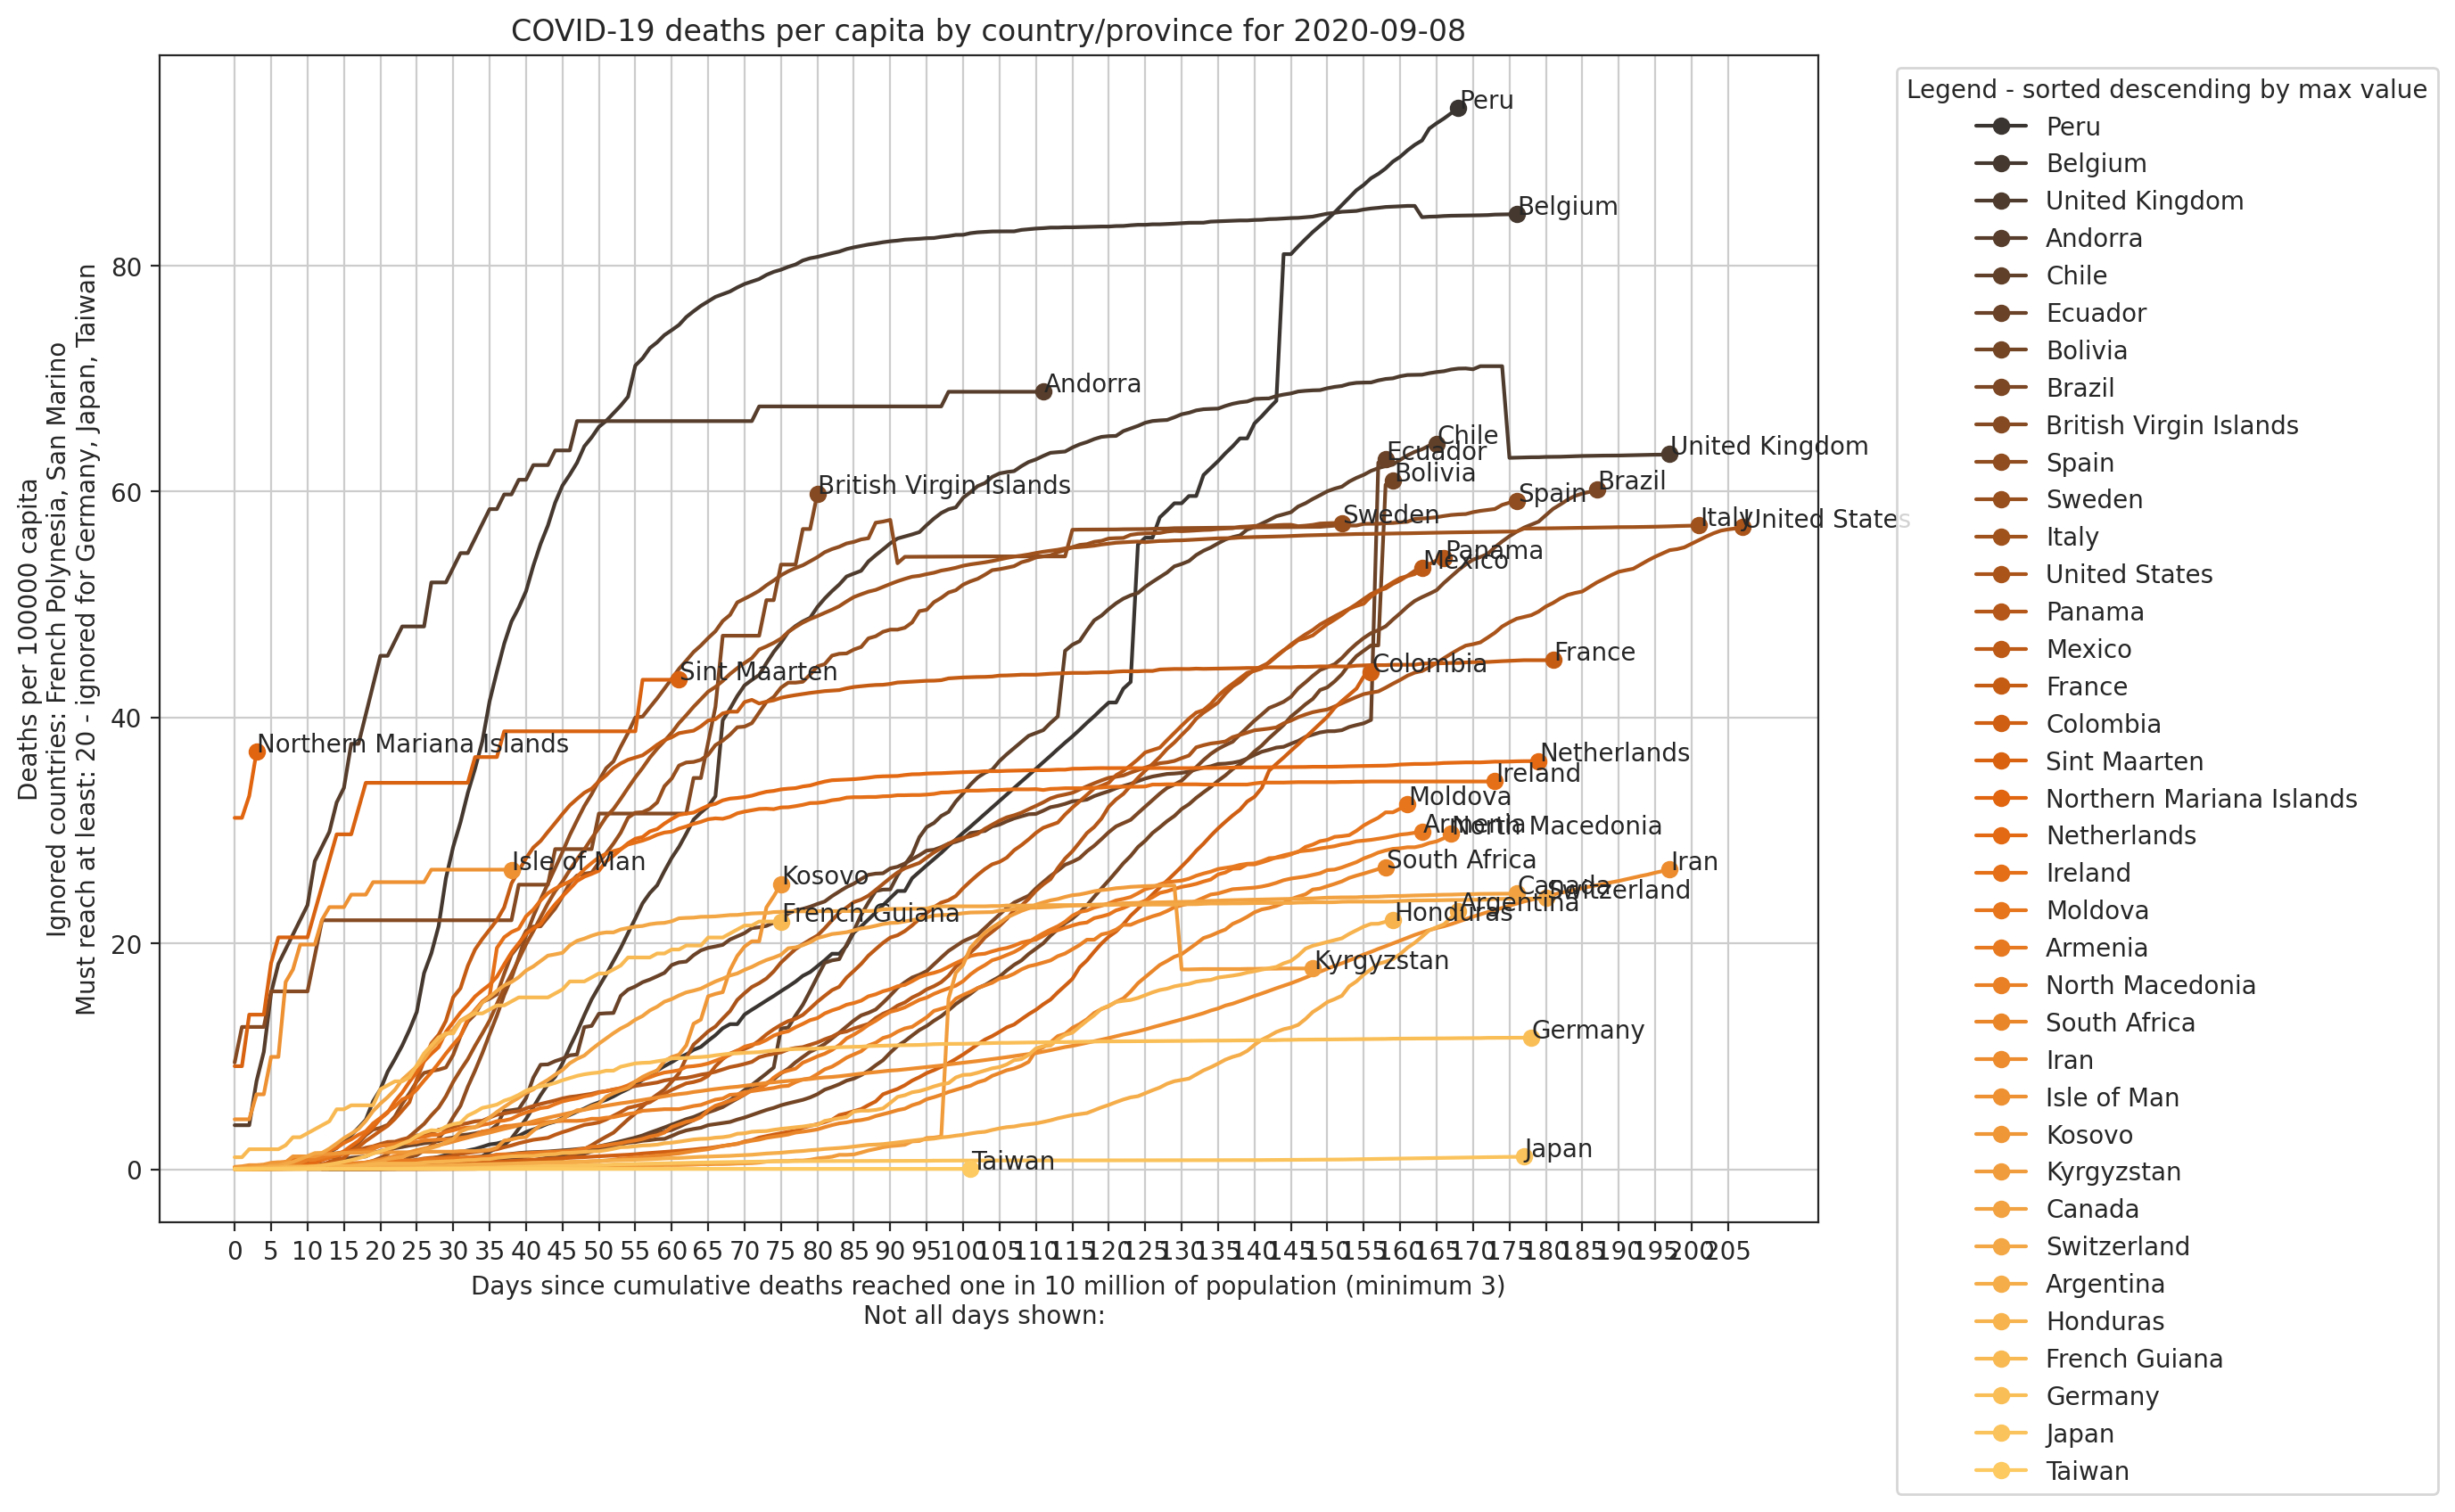 COVID-19 deaths per capita by country/province for 2020-09-08
Deaths per 100000 capita
Ignored countries: French Polynesia, San Marino
Must reach at least: 20 - ignored for Germany, Japan, Taiwan
80
60
40
20
0
Peru
Belgium
Andorra
Chile
United Kingdom
Ecuador
Bolivia
British Virgin Islands
Brazil
Spain
Sweden
Italy
United States
Panama
Mexico
France
Colombia
Sint Maarten
Northern Mariana Islands
Netherlands
Ireland
Moldova
Armenia
North Macedonia
South Africa
Isle of Man
Iran
Kosovo
Canada
Switzerland
Argentina
French Guiana
Honduras
Kyrgyzstan
Germany
Japan
Taiwan
0 5 10 15 20 25 30 35 40 45 50 55 60 65 70 75 80 85 90 95 100 105 110 115 120 125 130 135 140 145 150 155 160 165 170 175 180 185 190 195 200 205
Days since cumulative deaths reached one in 10 million of population (minimum 3)
Not all days shown:
Legend - sorted descending by max value
Peru
Belgium
United Kingdom
Andorra
Chile
Ecuador
Bolivia
Brazil
British Virgin Islands
Spain
Sweden
Italy
United States
Panama
Mexico
France
Colombia
Sint Maarten
Northern Mariana Islands
Netherlands
Ireland
Moldova
Armenia
North Macedonia
South Africa
Iran
Isle of Man
Kosovo
Kyrgyzstan
Canada
Switzerland
Argentina
Honduras
French Guiana
Germany
Japan
Taiwan